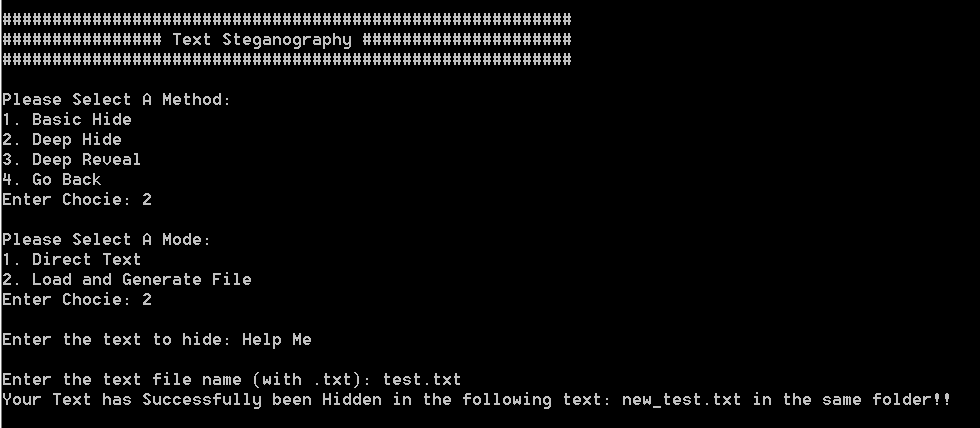 #########################################################
################ Text Steganography #####################
#########################################################
Please Select A Method:
1. Basic Hide
2. Deep Hide
3. Deep Reveal
4. Go Back
Enter Chocie: 2
Please Select A Mode:
1. Direct Text
2. Load and Generate File
Enter Chocie: 2
Enter the text to hide: Help Me
Enter the text file name (with .txt): test.txt
Your Text has Successfully been Hidden in the following text: new_test.txt in the same folder!!